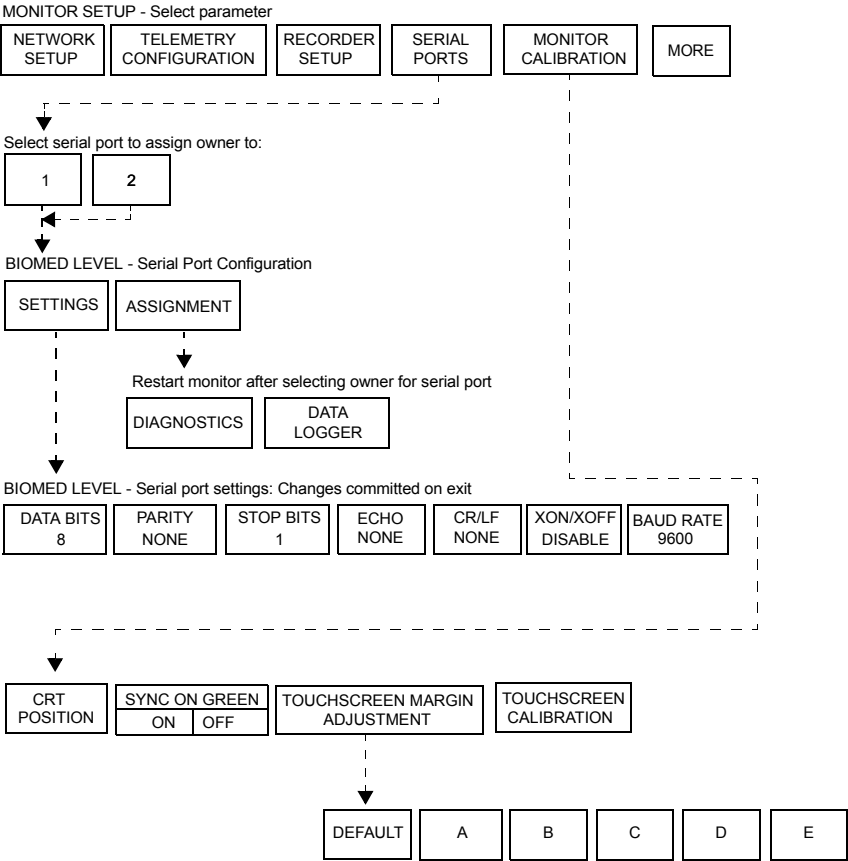 MONITOR SETUP - Select parameter
NETWORK
SETUP
TELEMETRY
CONFIGURATION
RECORDER
SETUP
SERIAL
PORTS
MONITOR
CALIBRATION
MORE
Select serial port to assign owner to:
1
2
BIOMED LEVEL - Serial Port Configuration
SETTINGS
ASSIGNMENT
Restart monitor after selecting owner for serial port
DIAGNOSTICS
DATA
LOGGER
BIOMED LEVEL - Serial port settings: Changes committed on exit
DATA BITS
8
PARITY
NONE
STOP BITS
1
ECHO
NONE
CR/LF
NONE
XON/XOFF
DISABLE
BAUD RATE
9600
CRT
POSITION
SYNC ON GREEN
ON
OFF
TOUCHSCREEN MARGIN
ADJUSTMENT
TOUCHSCREEN
CALIBRATION
DEFAULT
A
B
C
D
E